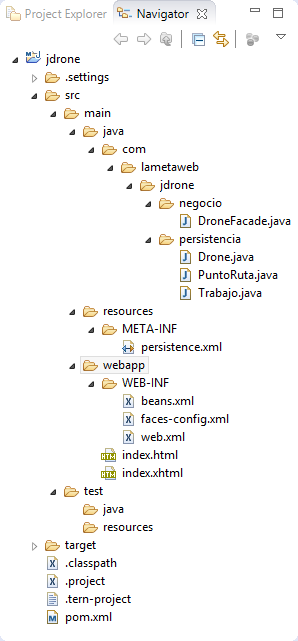 Project Explorer Navigator
jdrone
.settings
src
main
java
com
lametaweb
jdrone
negocio
DroneFacade.java
persistencia
Drone.java
PuntoRuta.java
Trabajo.java
resources
META-INF
persistence.xml
webapp
WEB-INF
beans.xml
faces-config.xml
web.xml
index.html
index.xhtml
test
java
resources
target
.classpath
.project
.tern-project
pom.xml